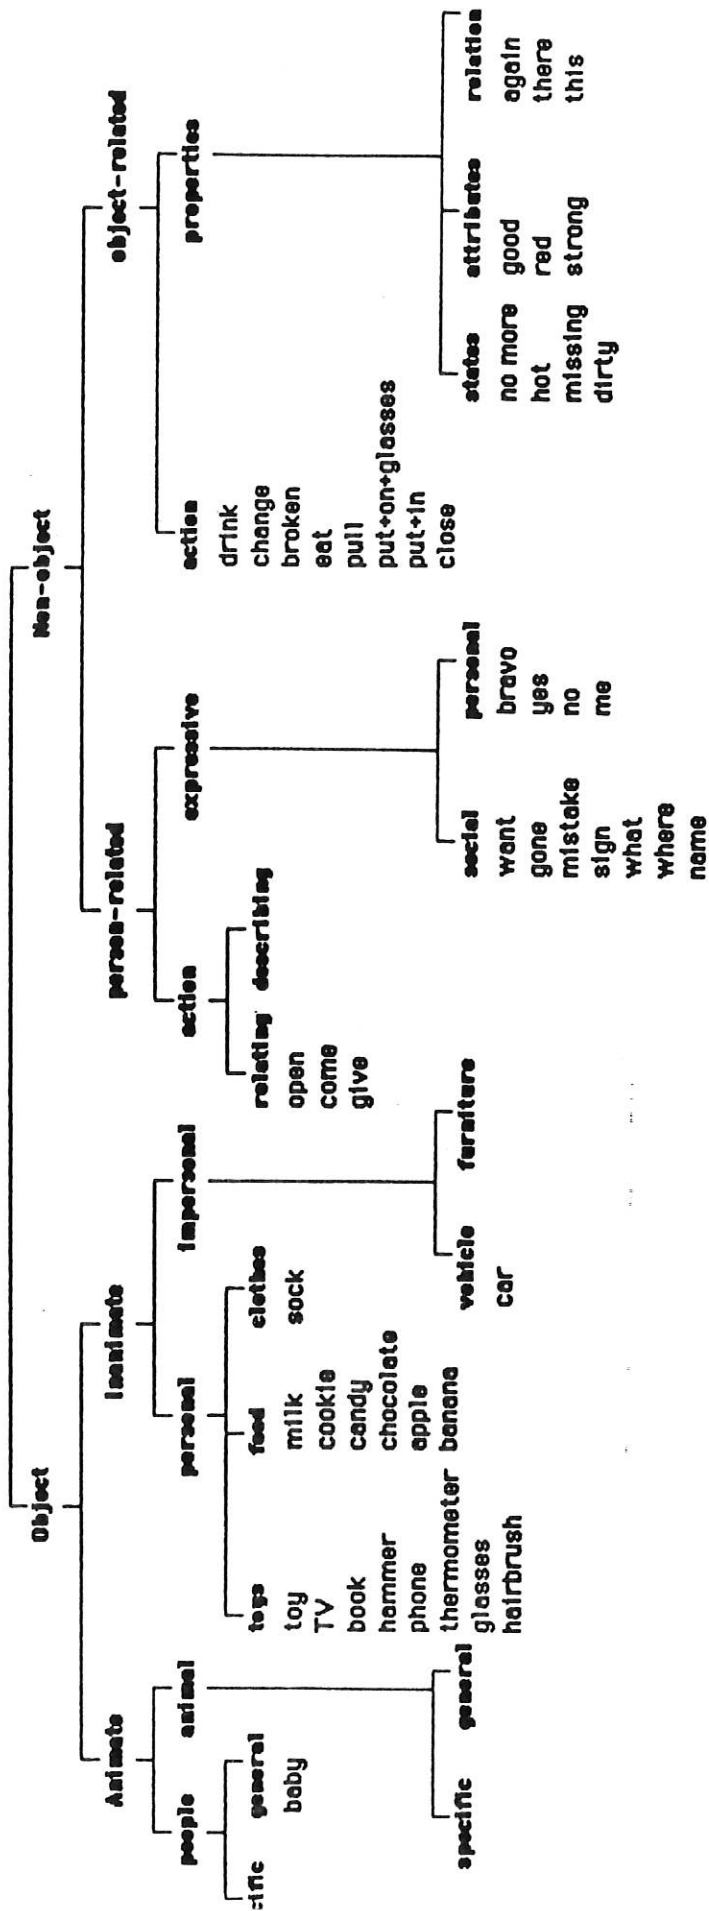 Object Non-object
Animate Inanimate person-related object-related
people animal personal impersonal action expressive action properties
cific general
baby
toys food clothes
toy milk sock
TV cookie
book candy
hammer chocolate
phone apple
thermometer banana
glasses
hairbrush
relating describing
open
come
give
drink
change
broken
eat
pull
put+on+glasses
put+in
close
specific general vehicle furniture social personal states attributes relation
car want bravo no more good again
gone yes hot red there
mistake no missing strong this
sign me dirty
what
where
name